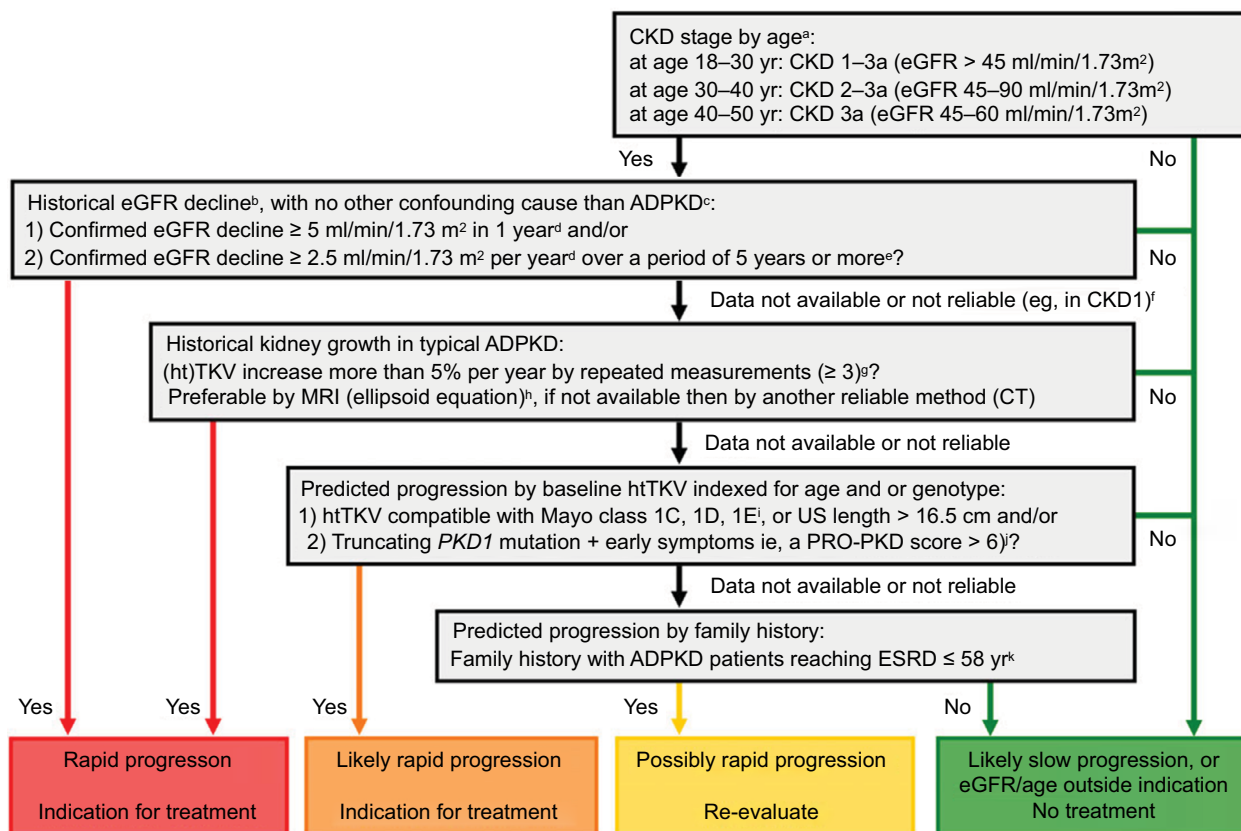 CKD stage by ageᵃ:
at age 18–30 yr: CKD 1–3a (eGFR > 45 ml/min/1.73m²)
at age 30–40 yr: CKD 2–3a (eGFR 45–90 ml/min/1.73m²)
at age 40–50 yr: CKD 3a (eGFR 45–60 ml/min/1.73m²)
Yes
No
Historical eGFR declineᵇ, with no other confounding cause than ADPKDᶜ:
1) Confirmed eGFR decline ≥ 5 ml/min/1.73 m² in 1 yearᵈ and/or
2) Confirmed eGFR decline ≥ 2.5 ml/min/1.73 m² per yearᵈ over a period of 5 years or moreᵉ?
No
Data not available or not reliable (eg, in CKD1)ᶠ
Historical kidney growth in typical ADPKD:
(ht)TKV increase more than 5% per year by repeated measurements (≥ 3)ᵍ?
Preferable by MRI (ellipsoid equation)ʰ, if not available then by another reliable method (CT)
No
Data not available or not reliable
Predicted progression by baseline htTKV indexed for age and or genotype:
1) htTKV compatible with Mayo class 1C, 1D, 1Eⁱ, or US length > 16.5 cm and/or
2) Truncating PKD1 mutation + early symptoms ie, a PRO-PKD score > 6)ʲ?
No
Data not available or not reliable
Predicted progression by family history:
Family history with ADPKD patients reaching ESRD ≤ 58 yrᵏ
Yes
Yes
Yes
Yes
No
Rapid progresson
Indication for treatment
Likely rapid progression
Indication for treatment
Possibly rapid progression
Re-evaluate
Likely slow progression, or
eGFR/age outside indication
No treatment